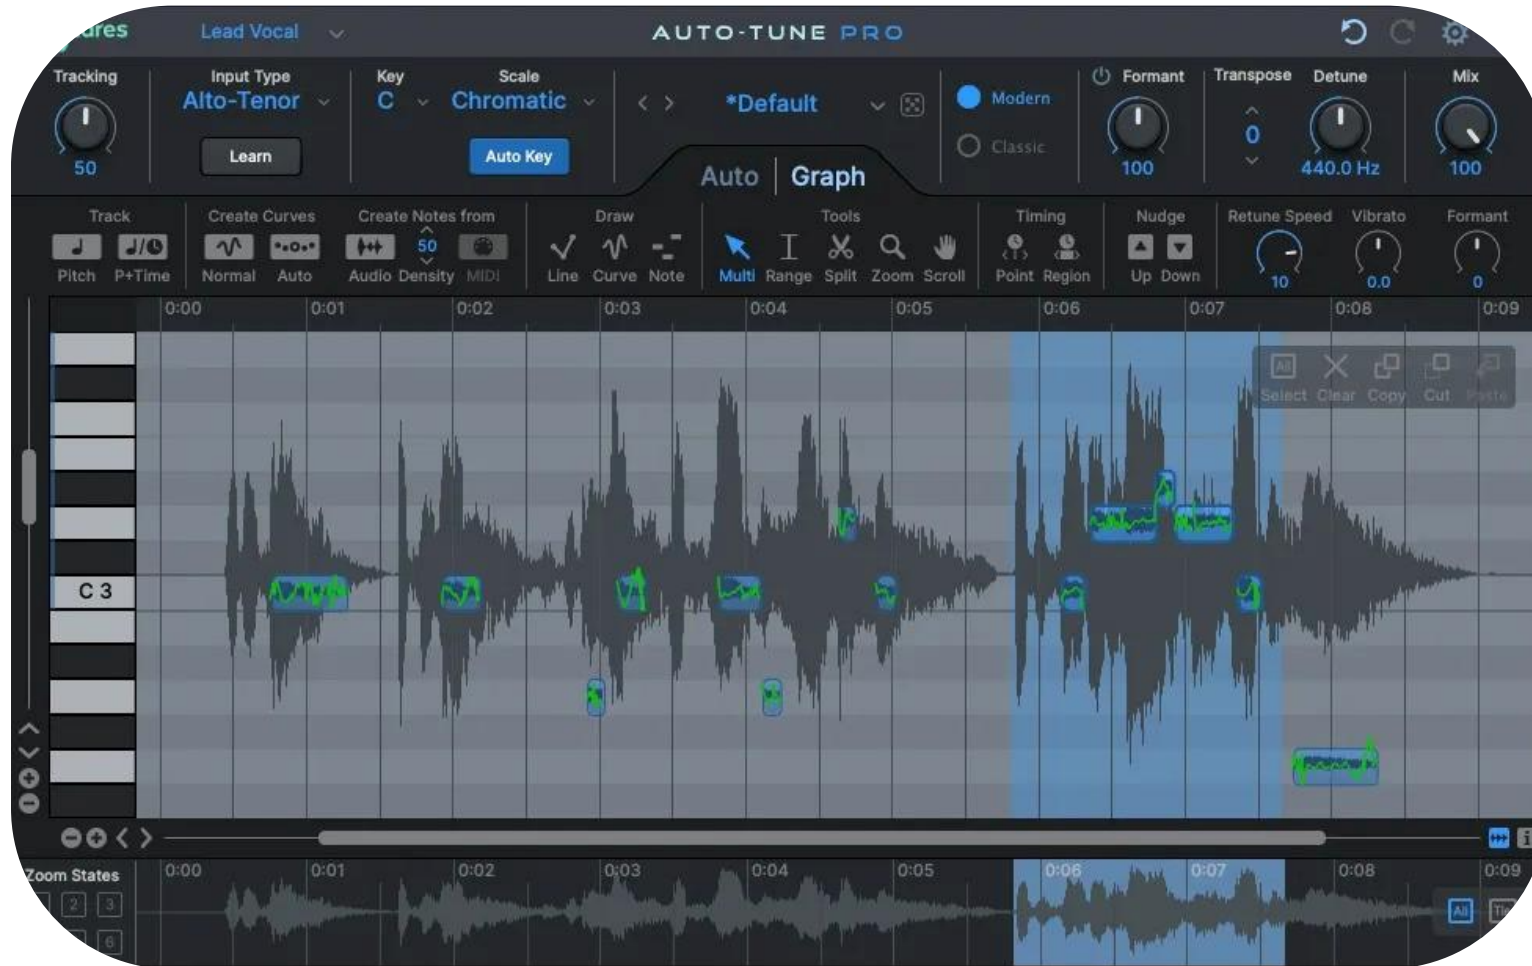 Lead Vocal
AUTO-TUNE PRO
Tracking
50
Input Type
Alto-Tenor
Learn
Key
C
Scale
Chromatic
Auto Key
*Default
Modern
Classic
Formant
100
Transpose
0
Detune
440.0 Hz
Mix
100
Auto | Graph
Track
Pitch P+Time
Create Curves
Normal Auto
Create Notes from
50
Audio Density MIDI
Draw
Line Curve Note
Tools
Multi Range Split Zoom Scroll
Timing
Point Region
Nudge
Up Down
Retune Speed
10
Vibrato
0.0
Formant
0
0:00 0:01 0:02 0:03 0:04 0:05 0:06 0:07 0:08 0:09
All
Select Clear Copy Cut Paste
C 3
Zoom States
2 3
6
0:00 0:01 0:02 0:03 0:04 0:05 0:06 0:07 0:08 0:09
All